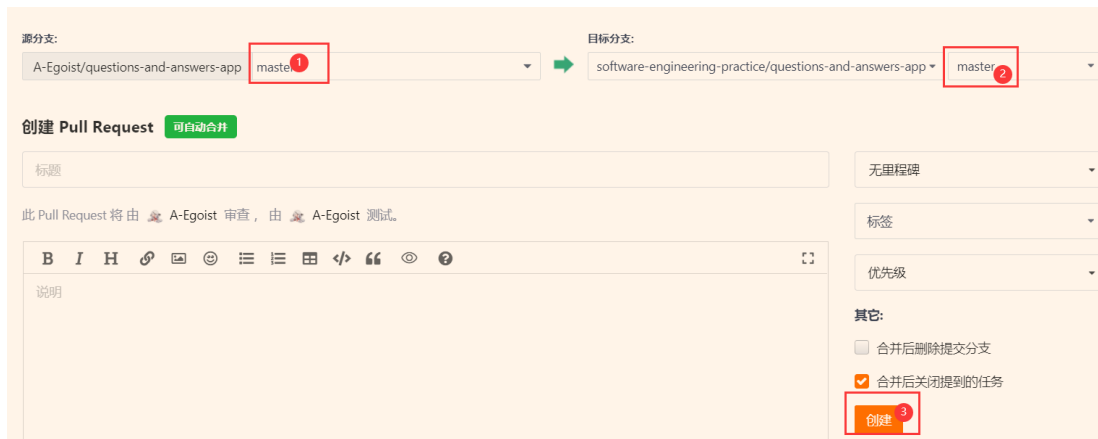 源分支:
目标分支:
A-Egoist/questions-and-answers-app master 1
software-engineering-practice/questions-and-answers-app master 2
创建 Pull Request 可自动合并
标题
无里程碑
此 Pull Request 将 由 A-Egoist 审查， 由 A-Egoist 测试。
标签
B I H
说明
优先级
其它:
合并后删除提交分支
合并后关闭提到的任务
创建 3